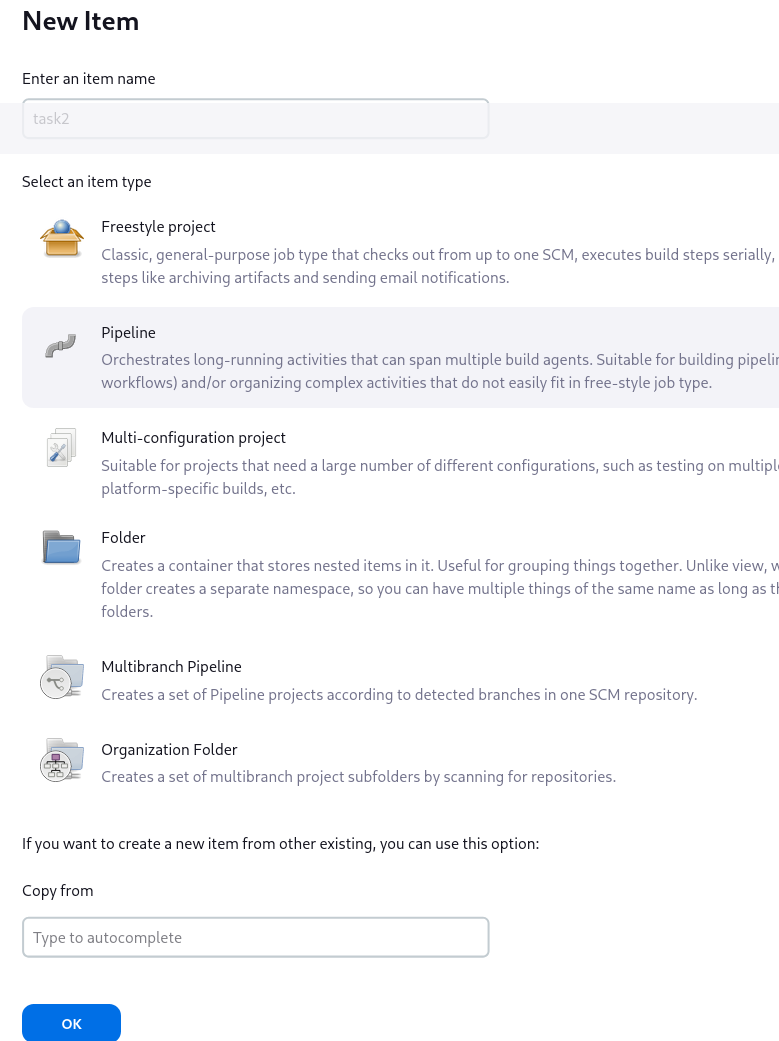 New Item
Enter an item name
task2
Select an item type
Freestyle project
Classic, general-purpose job type that checks out from up to one SCM, executes build steps serially,
steps like archiving artifacts and sending email notifications.
Pipeline
Orchestrates long-running activities that can span multiple build agents. Suitable for building
workflows) and/or organizing complex activities that do not easily fit in free-style job type.
Multi-configuration project
Suitable for projects that need a large number of different configurations, such as testing on
platform-specific builds, etc.
Folder
Creates a container that stores nested items in it. Useful for grouping things together. Unlike view,
folder creates a separate namespace, so you can have multiple things of the same name as long as
folders.
Multibranch Pipeline
Creates a set of Pipeline projects according to detected branches in one SCM repository.
Organization Folder
Creates a set of multibranch project subfolders by scanning for repositories.
If you want to create a new item from other existing, you can use this option:
Copy from
Type to autocomplete
OK